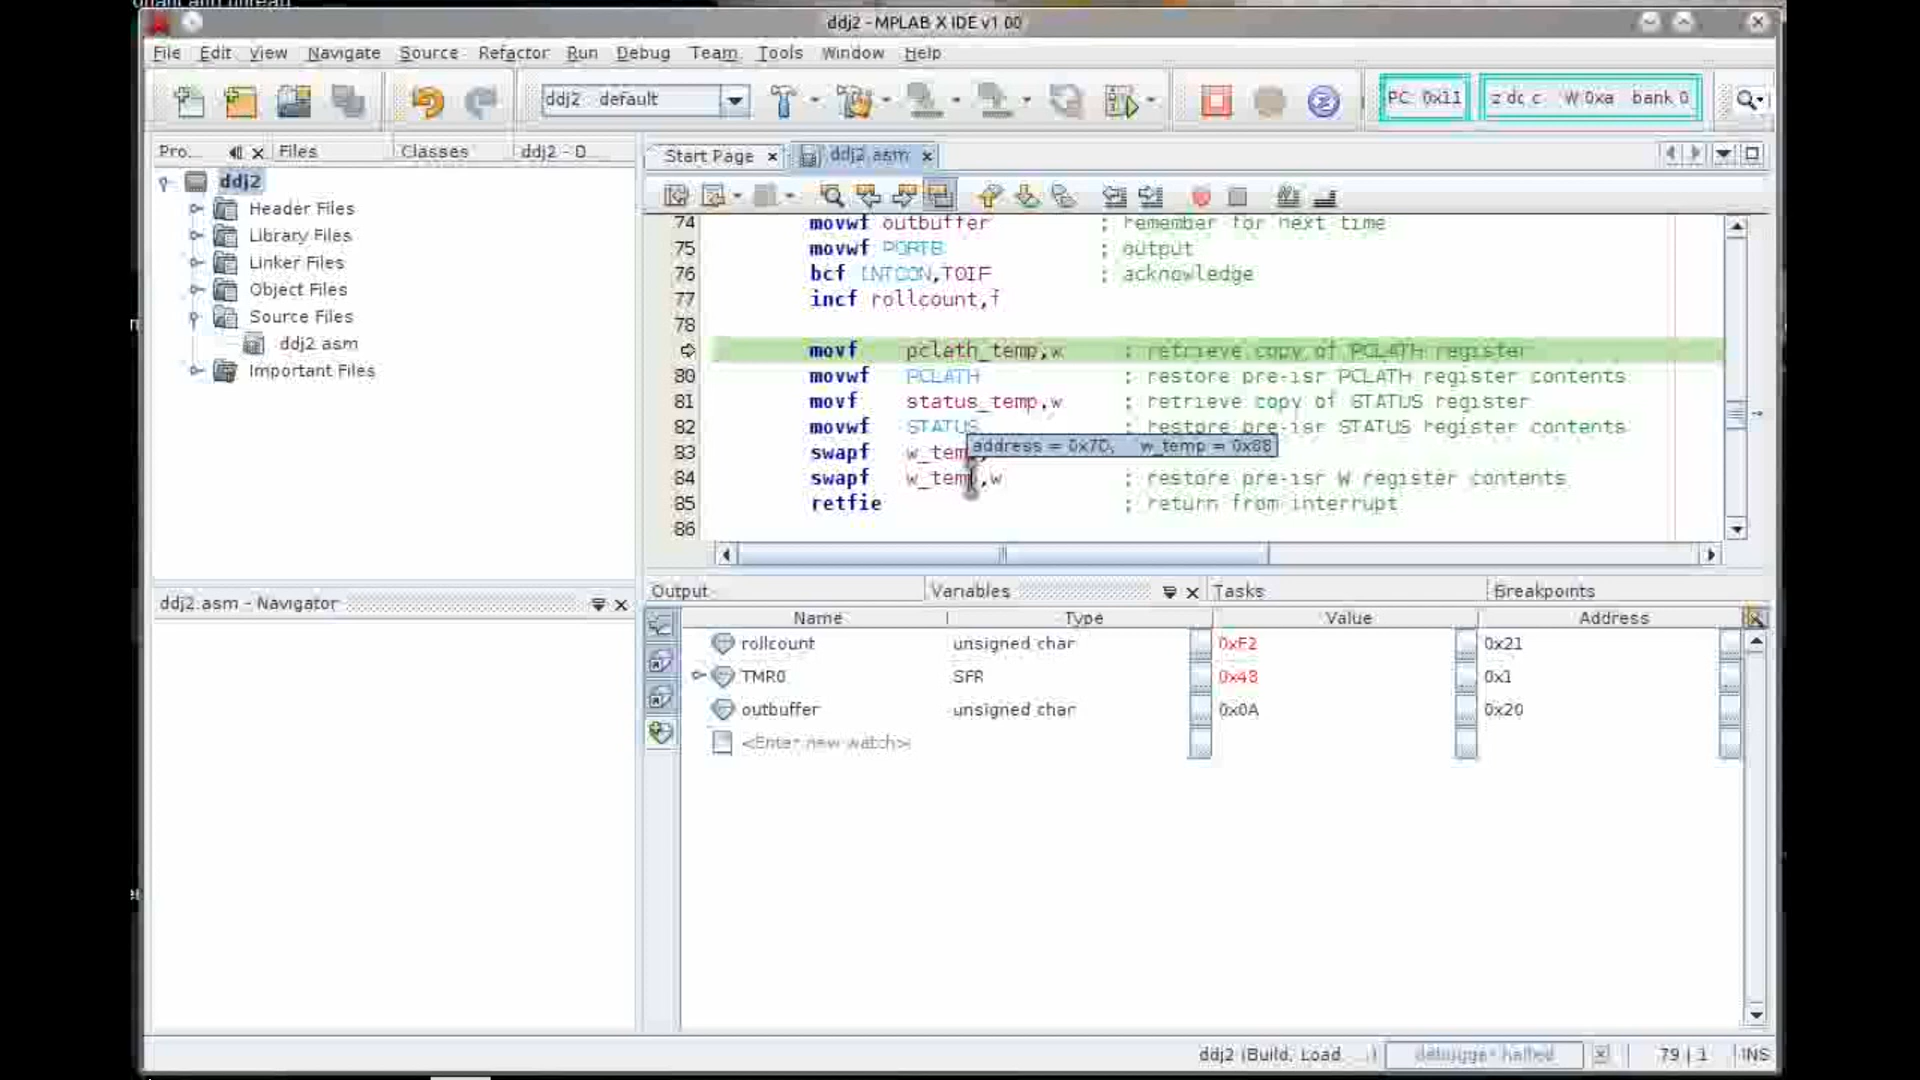 ddj2 - MPLAB X IDE v1.00
File Edit View Navigate Source Refactor Run Debug Team Tools Window Help
ddj2 default
PC 0x11
z dc c W 0xa bank 0
Pro... Files Classes ddj2 - D...
Start Page ddj2.asm
ddj2
Header Files
Library Files
Linker Files
Object Files
Source Files
ddj2.asm
Important Files
74 movwf outbuffer ; remember for next time
75 movwf PORTB ; output
76 bcf INTCON,T0IF ; acknowledge
77 incf rollcount,f
78
movf pclath_temp,w ; retrieve copy of PCLATH register
80 movwf PCLATH ; restore pre-isr PCLATH register contents
81 movf status_temp,w ; retrieve copy of STATUS register
82 movwf STATUS ; restore pre-isr STATUS register contents
address = 0x7D, w_temp = 0x88
83 swapf
84 swapf w_temp,w ; restore pre-isr W register contents
85 retfie ; return from interrupt
86
ddj2.asm - Navigator
Output Variables Tasks Breakpoints
Name Type Value Address
rollcount unsigned char 0xF2 0x21
TMR0 SFR 0x48 0x1
outbuffer unsigned char 0x0A 0x20
<Enter new watch>
ddj2 (Build, Load, ...) debugger halted 79 | 1 INS